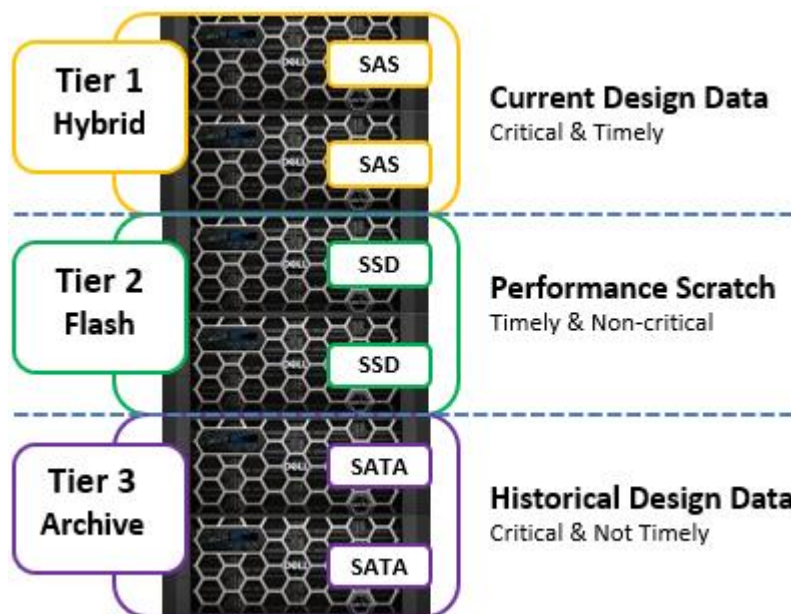 Tier 1
Hybrid
SAS
SAS
Current Design Data
Critical & Timely
Tier 2
Flash
SSD
SSD
Performance Scratch
Timely & Non-critical
Tier 3
Archive
SATA
SATA
Historical Design Data
Critical & Not Timely